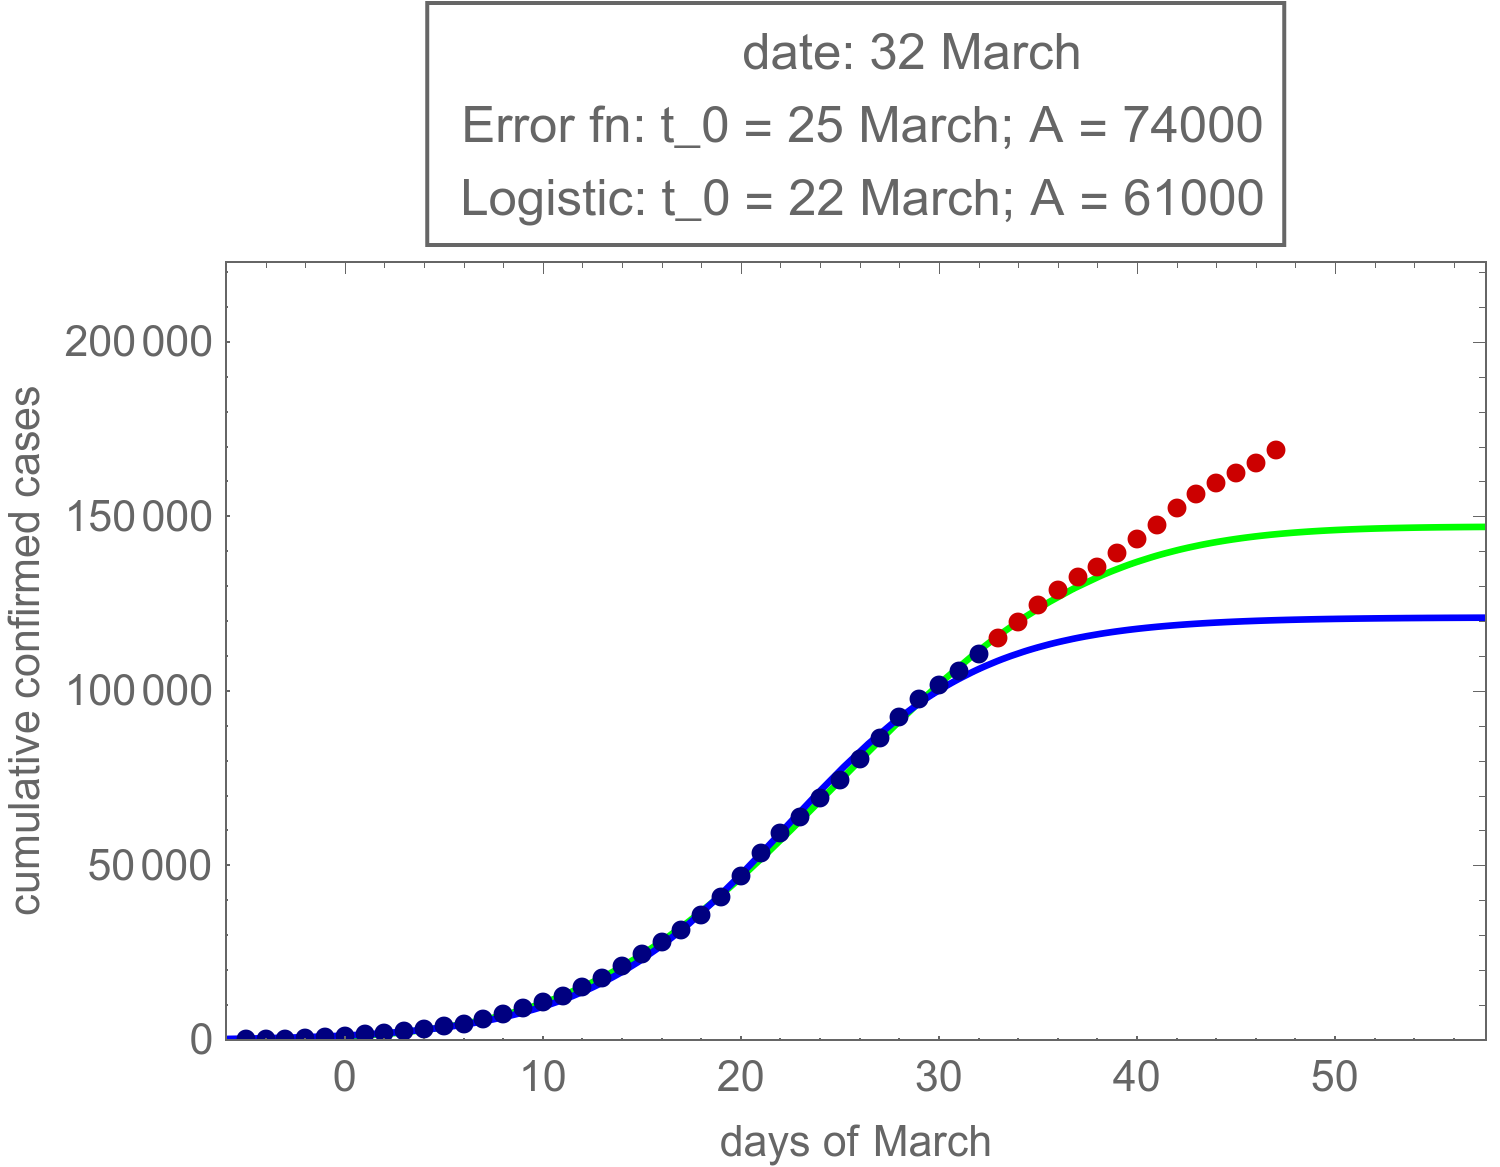 date: 32 March
Error fn: t_0 = 25 March; A = 74000
Logistic: t_0 = 22 March; A = 61000
cumulative confirmed cases
200 000
150 000
100 000
50 000
0
0 10 20 30 40 50
days of March